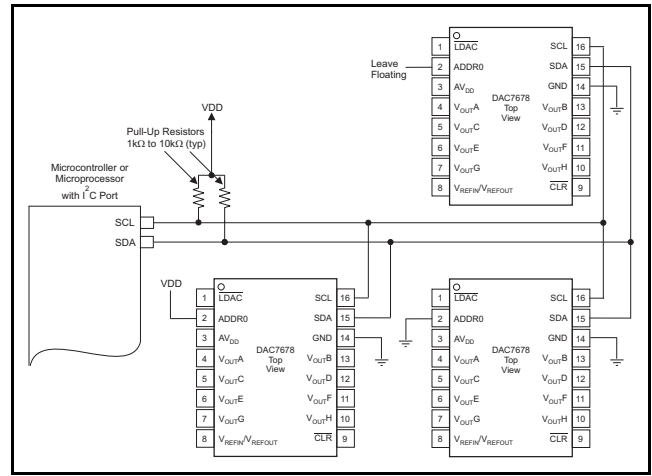 Leave
Floating
1 LDAC SCL 16
2 ADDR0 SDA 15
3 AVDD GND 14
4 VOUTA VOUTB 13
5 VOUTC VOUTD 12
6 VOUTE VOUTF 11
7 VOUTG VOUTH 10
8 VREFIN/VREFOUT CLR 9
DAC7678
Top
View
VDD
Pull-Up Resistors
1kΩ to 10kΩ (typ)
Microcontroller or
Microprocessor
with I2C Port
SCL
SDA
VDD
1 LDAC SCL 16
2 ADDR0 SDA 15
3 AVDD GND 14
4 VOUTA VOUTB 13
5 VOUTC VOUTD 12
6 VOUTE VOUTF 11
7 VOUTG VOUTH 10
8 VREFIN/VREFOUT CLR 9
DAC7678
Top
View
1 LDAC SCL 16
2 ADDR0 SDA 15
3 AVDD GND 14
4 VOUTA VOUTB 13
5 VOUTC VOUTD 12
6 VOUTE VOUTF 11
7 VOUTG VOUTH 10
8 VREFIN/VREFOUT CLR 9
DAC7678
Top
View